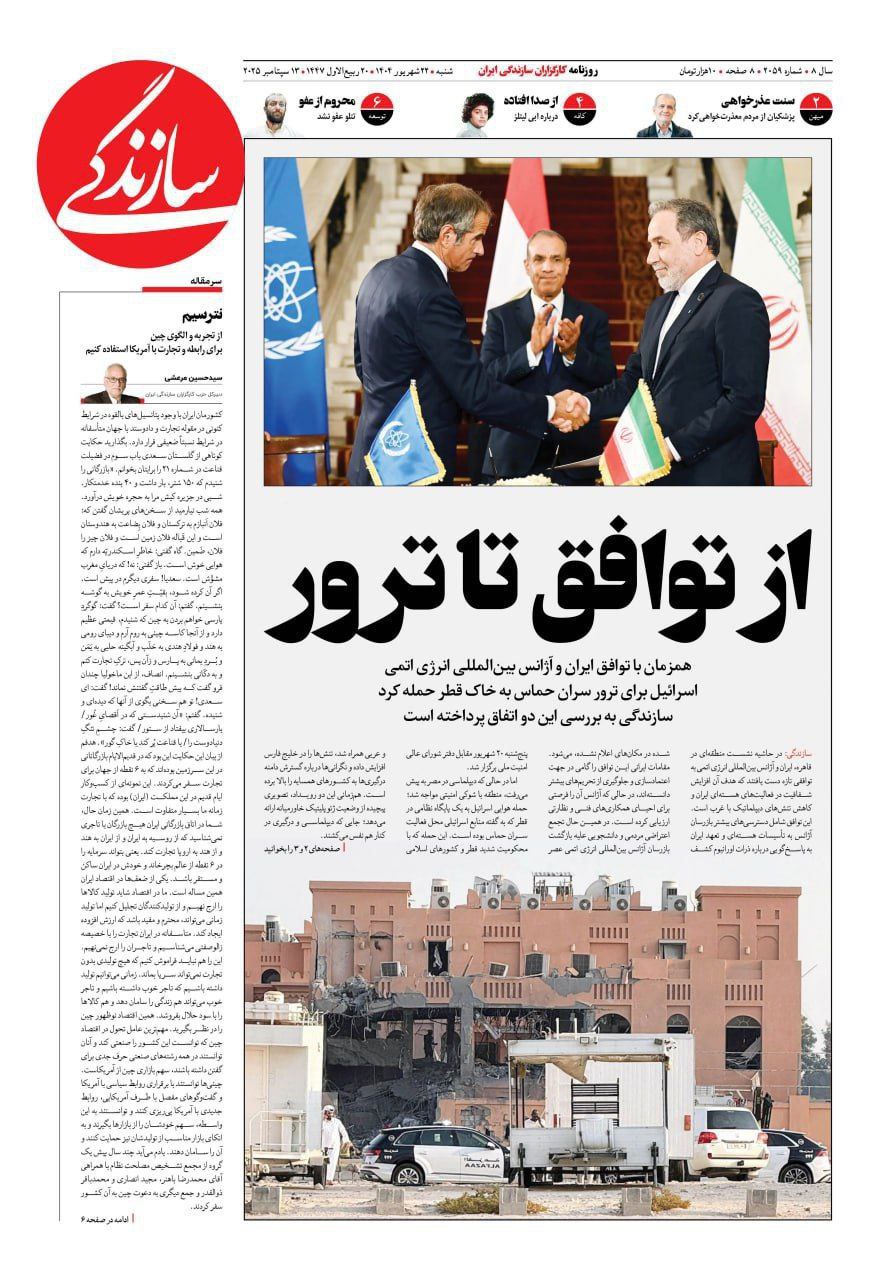 سال ۸ • شماره ۲۰۵۹ • ۸ صفحه • ۱۰هزار تومان
روزنامه کارگزاران سازندگی ایران
شنبه • ۲۲ شهریور ۱۴۰۴ • ۲۰ ربیع‌الاول ۱۴۴۷ • ۱۳ سپتامبر ۲۰۲۵
۲
میهن
سنت عذرخواهی
پزشکیان از مردم معذرت‌خواهی کرد
۴
کافه
از صدا افتاده
درباره ابی لینلز
۶
توسعه
محروم از عفو
تتلو عفو نشد
سازندگی
از توافق تا ترور
همزمان با توافق ایران و آژانس بین‌المللی انرژی اتمی
اسرائیل برای ترور سران حماس به خاک قطر حمله کرد
سازندگی به بررسی این دو اتفاق پرداخته است
سازندگی: در حاشیه نشست منطقه‌ای در
قاهره، ایران و آژانس بین‌المللی انرژی اتمی به
توافقی تازه دست یافتند که هدف آن افزایش
شفافیت در فعالیت‌های هسته‌ای ایران و
کاهش تنش‌های دیپلماتیک با غرب است.
این توافق شامل دسترسی‌های بیشتر بازرسان
آژانس به تأسیسات هسته‌ای و تعهد ایران
به پاسخ‌گویی درباره ذرات اورانیوم کشف
شده در مکان‌های اعلام نشده، می‌شود.
مقامات ایرانی این توافق را گامی در جهت
اعتمادسازی و جلوگیری از تحریم‌های بیشتر
دانسته‌اند، در حالی که آژانس آن را فرصتی
برای احیای همکاری‌های فنی و نظارتی
ارزیابی کرده است. در همین حال تجمع
اعتراضی مردمی و دانشجویی علیه بازگشت
بازرسان آژانس بین‌المللی انرژی اتمی عصر
پنج‌شنبه ۲۰ شهریور مقابل دفتر شورای عالی
امنیت ملی برگزار شد.
اما در حالی که دیپلماسی در مصر به پیش
می‌رفت، منطقه با شوکی امنیتی مواجه شد؛
حمله هوایی اسرائیل به یک پایگاه نظامی در
قطر که به گفته منابع اسرائیلی محل فعالیت
سران حماس بوده است. این حمله که با
محکومیت شدید قطر و کشورهای اسلامی
و عربی همراه شد، تنش‌ها را در خلیج فارس
افزایش داده و نگرانی‌ها درباره گسترش دامنه
درگیری‌ها به کشورهای همسایه را بالا برده
است. هم‌زمانی این دو رویداد، تصویری
پیچیده از وضعیت ژئوپلیتیک خاورمیانه ارائه
می‌دهد؛ جایی که دیپلماسی و درگیری در
کنار هم نفس می‌کشند.
صفحه‌های ۲ و ۳ را بخوانید
ALFAZAA
سرمقاله
نترسیم
از تجربه و الگوی چین
برای رابطه و تجارت با آمریکا استفاده کنیم
سیدحسین مرعشی
دبیرکل حزب کارگزاران سازندگی ایران
کشورمان ایران با وجود پتانسیل‌های بالقوه در شرایط
کنونی در مقوله تجارت و دادوستد با جهان متأسفانه
در شرایط نسبتاً ضعیفی قرار دارد. بگذارید حکایت
کوتاهی از گلستان سعدی باب سوم در فضیلت
قناعت در شماره ۲۱ را برایتان بخوانم. «بازرگانی را
شنیدم که ۱۵۰ شتر، بار داشت و ۴۰ بنده خدمتکار.
شبی در جزیره کیش مرا به حجره خویش درآورد.
همه شب نیارمید از سخن‌های پریشان گفتن که:
فلان اَنبازم به ترکستان و فلان بِضاعت به هندوستان
است و این قَباله فلان زمین است و فلان چیز را
فلان، ضَمین. گاه گفتی: خاطرِ اسکندریّه دارم که
هوایی خوش است. باز گفتی: نه! که دریایِ مغرب
مشوَّش است. سعدیا! سفری دیگرم در پیش است.
اگر آن کرده شود، بقیّتِ عمر خویش به گوشه
بنشینم. گفتم: آن کدام سفر است؟ گفت: گوگردِ
پارسی خواهم بردن به چین که شنیدم، قیمتی عظیم
دارد و از آنجا کاسه چینی به روم آرم و دیبای رومی
به هند و فولادِ هندی به حَلَب و آبگینه حلبی به یَمَن
و بُردِ یمانی به پارس و زآن پس، ترکِ تجارت کنم
و به دکّانی بنشینم. انصاف، از این ماخولیا چندان
فرو گفت که بیش طاقتِ گفتنش نماند! گفت: ای
سعدی! تو هم سخنی بگوی از آنها که دیده‌ای و
شنیده. گفتم: «آن شنیدستی که در اَقصایِ غُور/
بارسالاری بیفتاد از ستور/ گفت: چشمِ تنگِ
دنیادوست را/ یا قناعت پُر کند یا خاکِ گور». هدفم
از بیان این حکایت این بود که در قدیم‌الایام بازرگانانی
در این سرزمین بوده‌اند که به ۶ نقطه از جهان برای
تجارت سفر می‌کردند. این نمونه‌ای از کسب‌وکار
ایام قدیم در این مملکت (ایران) بوده که با تجارت
زمانه ما بسیار متفاوت است. همین زمان حال،
شما در اتاق بازرگانی ایران هیچ بازرگان یا تاجری
نمی‌شناسید که از روسیه به ایران و از ایران به هند
و از هند به اروپا تجارت کند. یعنی بتواند سرمایه را
در ۶ نقطه از عالم بچرخاند و خودش در ایران ساکن
و مستقر باشد. یکی از ضعف‌ها در اقتصاد ایران
همین مساله است. ما در اقتصاد شاید تولید کالاها
را ارج نهیم و از تولیدکنندگان تجلیل کنیم اما تولید
زمانی می‌تواند، محترم و مفید باشد که ارزش افزوده
ایجاد کند. متاسفانه در ایران تجارت را با خصیصه
زالوصفتی می‌شناسیم و تاجران را ارج نمی‌نهیم.
این را هم نباید فراموش کنیم که هیچ تولیدی بدون
تجارت نمی‌تواند سرپا بماند. زمانی می‌توانیم تولید
داشته باشیم که تاجر خوب داشته باشیم و تاجر
خوب می‌تواند هم زندگی را سامان دهد و هم کالاها
را با سود حلال بفروشد. همین اقتصاد نوظهور چین
را در نظر بگیرید. مهم‌ترین عامل تحول در اقتصاد
چین که توانست این کشور را صنعتی کند و آنان
توانستند در همه رشته‌های صنعتی حرف جدی برای
گفتن داشته باشند، سهم بازاری چین از آمریکاست.
چینی‌ها توانستند با برقراری روابط سیاسی با آمریکا
و گفت‌وگوهای مفصل با طرف آمریکایی، روابط
جدیدی با آمریکا پی‌ریزی کنند و توانستند به این
واسطه، سهم خودشان را از بازارها بگیرند و به
اتکای بازار مناسب از تولیدشان نیز حمایت کنند و
آن را سامان دهند. یادم می‌آید چند سال پیش یک
گروه از مجمع تشخیص مصلحت نظام با همراهی
آقای محمدرضا باهنر، مجید انصاری و محمدباقر
ذوالقدر و جمع دیگری به دعوت چین به آن کشور
سفر کردند.
ادامه در صفحه ۶